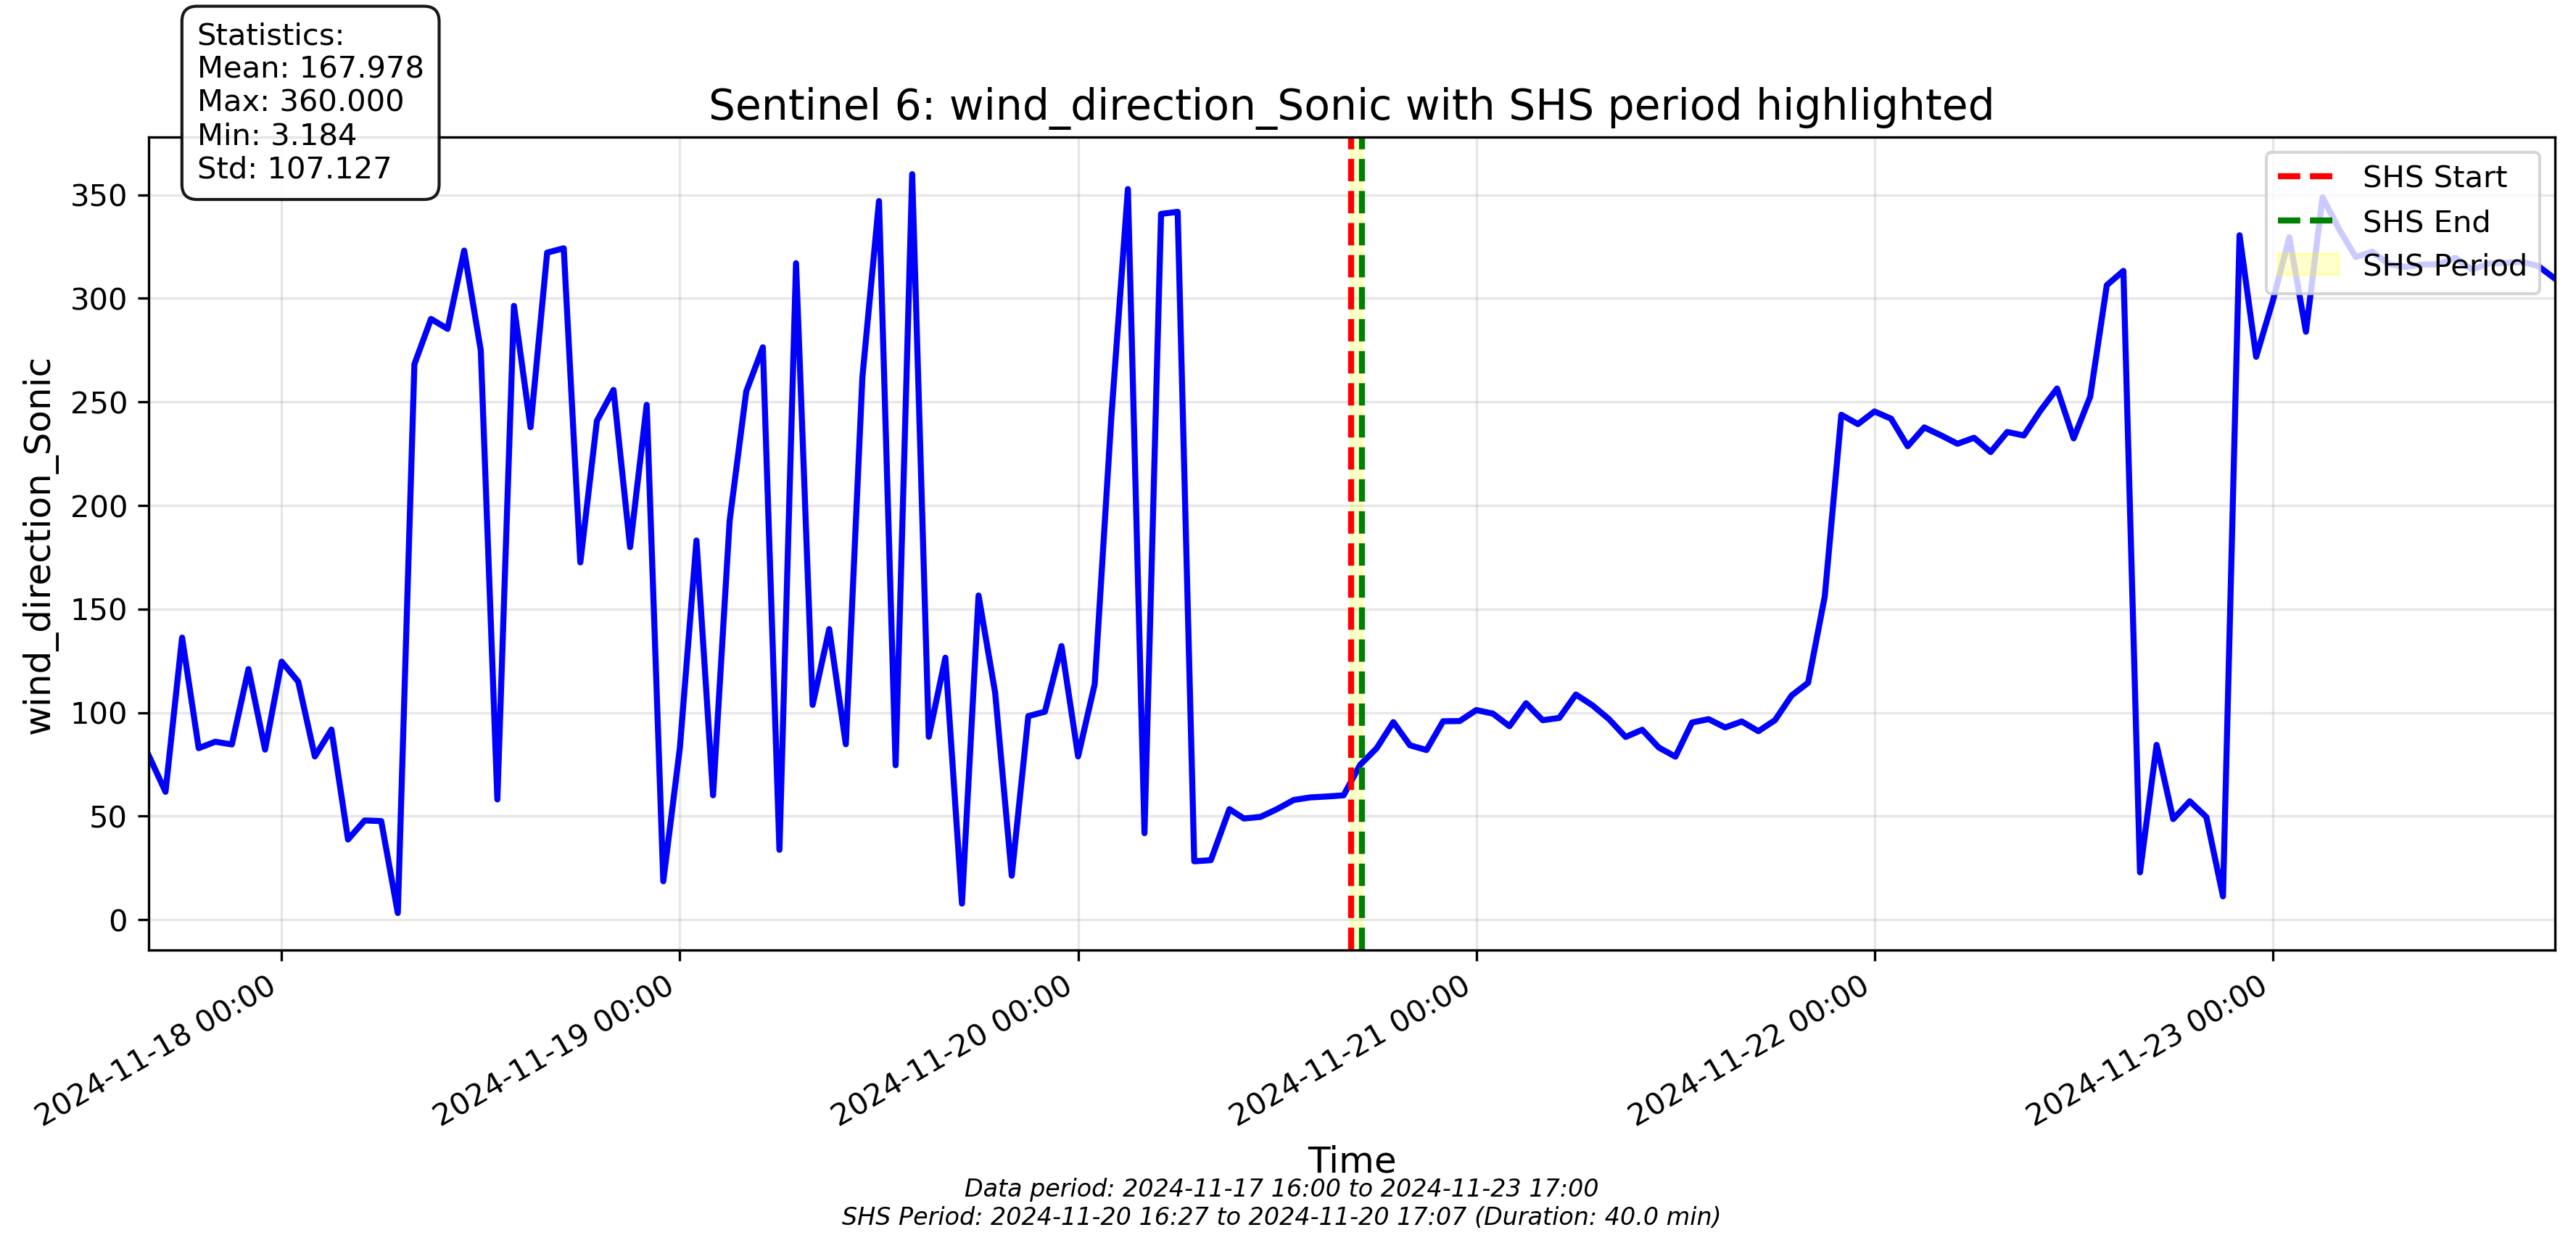 Statistics:
Mean: 167.978
Max: 360.000
Min: 3.184
Std: 107.127
Sentinel 6: wind_direction_Sonic with SHS period highlighted
SHS Start
SHS End
SHS Period
wind_direction_Sonic
350
300
250
200
150
100
50
0
2024-11-18 00:00
2024-11-19 00:00
2024-11-20 00:00
2024-11-21 00:00
2024-11-22 00:00
2024-11-23 00:00
Time
Data period: 2024-11-17 16:00 to 2024-11-23 17:00
SHS Period: 2024-11-20 16:27 to 2024-11-20 17:07 (Duration: 40.0 min)